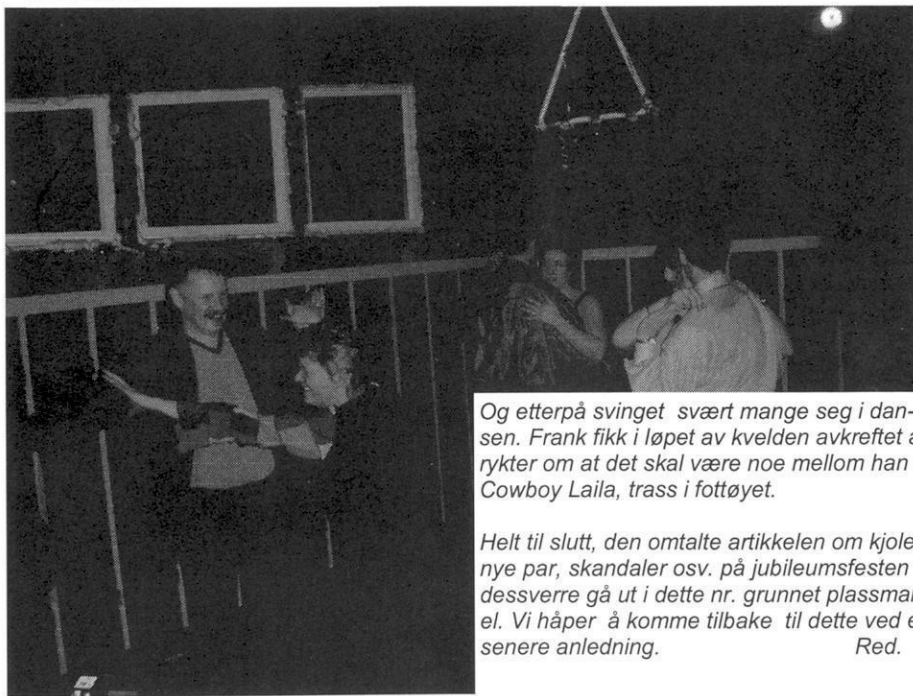 Og etterpå svinget svært mange seg i dan-
sen. Frank fikk i løpet av kvelden avkreftet
rykter om at det skal være noe mellom han
Cowboy Laila, trass i fottøyet.
Helt til slutt, den omtalte artikkelen om
nye par, skandaler osv. på jubileumsfesten
dessverre gå ut i dette nr. grunnet
el. Vi håper å komme tilbake til dette ved
senere anledning. Red.